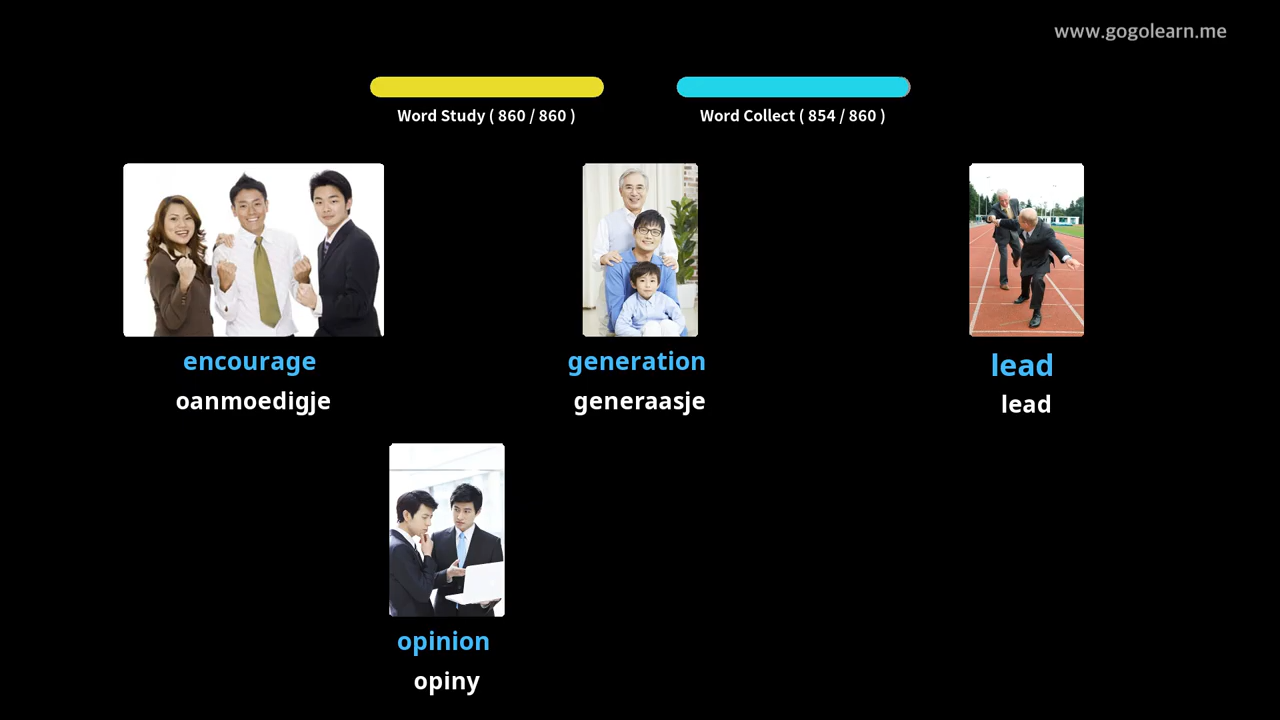 www.gogolearn.me
Word Study ( 860 / 860 )
Word Collect ( 854 / 860 )
encourage
oanmoedigje
generation
generaasje
lead
lead
opinion
opiny